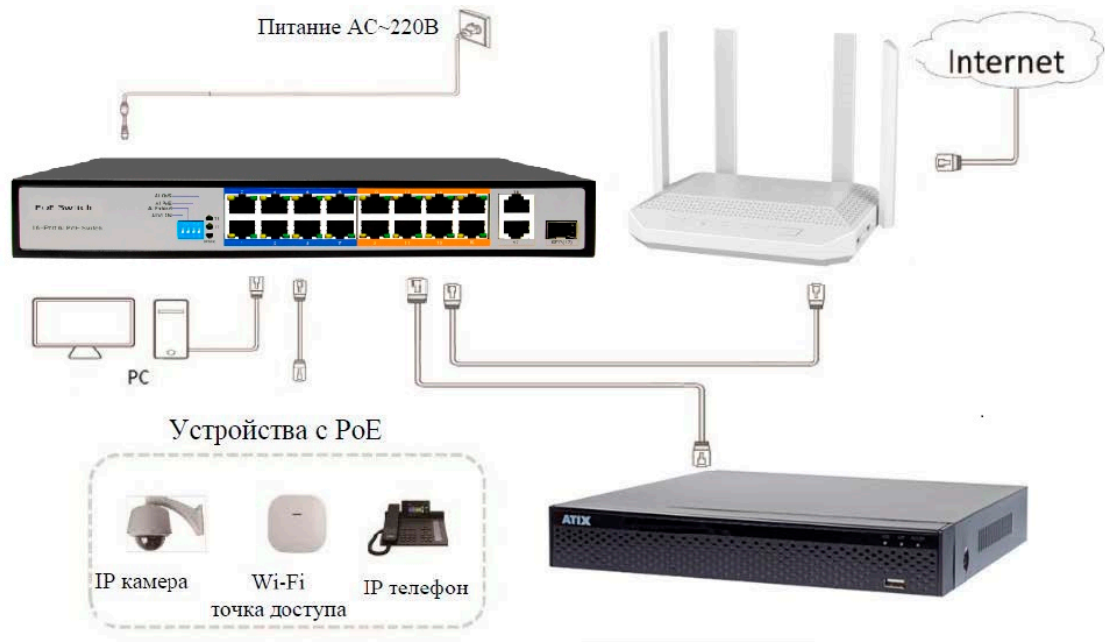 Питание AC~220В
Internet
PoE Switch
PC
Устройства с PoE
ATIX
IP камера
Wi-Fi
точка доступа
IP телефон